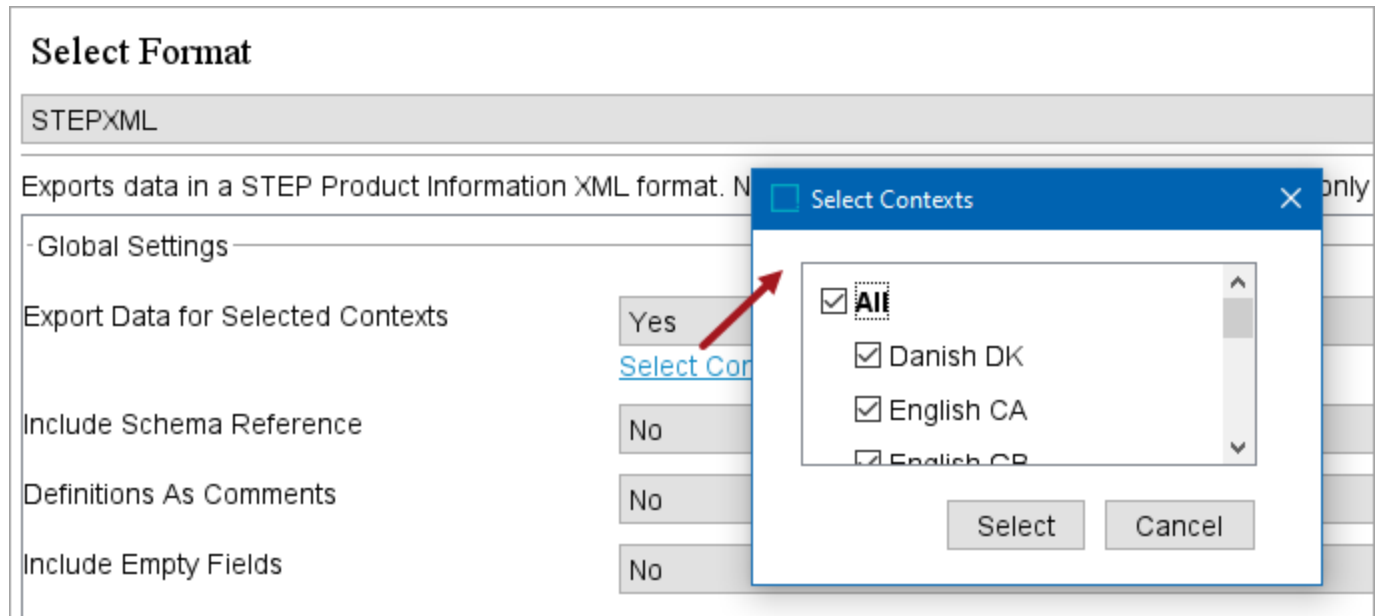 Select Format
STEPXML
Exports data in a STEP Product Information XML format. N
only
Global Settings
Export Data for Selected Contexts
Yes
Select Con
Include Schema Reference
No
Definitions As Comments
No
Include Empty Fields
No
Select Contexts
All
Danish DK
English CA
English
Select
Cancel